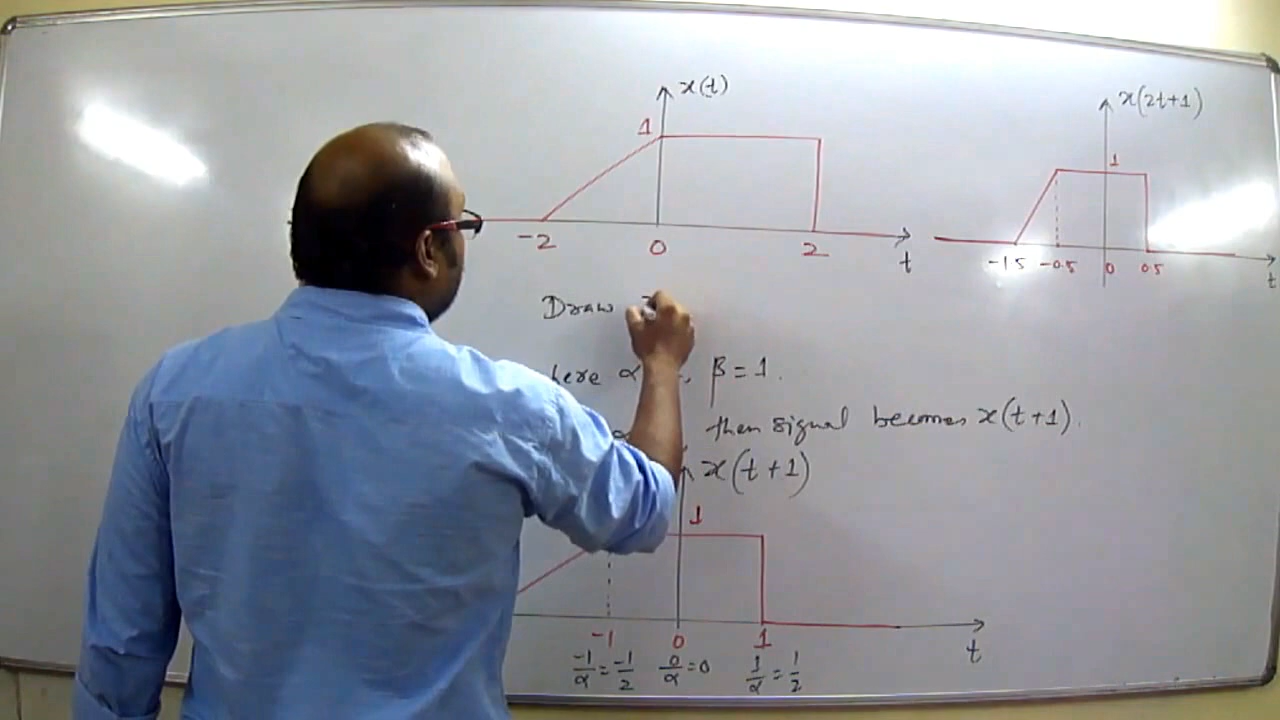 x(t)
1
-2 0 2 t
x(2t+1)
1
-1.5 -0.5 0 0.5 t
Draw
here α , β = 1.
α , then signal becomes x(t+1).
x(t+1)
1
-1 0 1 t
-1/α = -1/2 0/α = 0 1/α = 1/2